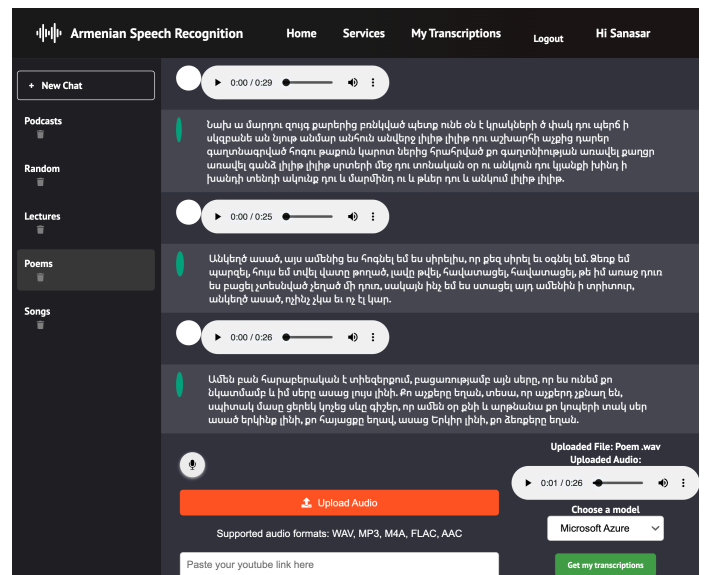 Armenian Speech Recognition
Home
Services
My Transcriptions
Logout
Hi Sanasar
+ New Chat
Podcasts
Random
Lectures
Poems
Songs
0:00 / 0:29
Նախ ա մարդու զույգ քարերից բռնկված պետք ունե օն է կրակների ծ փակ դու պերճ ի
սկզբանե ան նյութ անմար անհուն անվերջ լիլիթ լիլիթ դու աշխարհի աչքից դարեր
գաղտնագրված հոգու թաքուն կարոտ ներից հրահրված քո գաղտնիության առավել քաղցր
առավել գանձ լիլիթ լիլիթ սրտերի մեջ դու տոնական օր ու անկյուն դու կյանքի խինդ ի
խանդի տենդի ակունք դու և մարմինդ ու և թևեր դու և անկում լիլիթ լիլիթ.
0:00 / 0:25
Անկեղծ ասած, այս ամենից ես հոգնել եմ ես սիրելիս, որ քեզ սիրել եւ օգնել եմ. Ձեռք եմ
պարզել, հույս եմ տվել վատը թողած, լավը թվել, հավատացել, հավատացել, թե իմ առաջ դուռ
ես բացել չտեսնված չեղած մի դուռ, սակայն ինչ եմ ես ստացել այդ ամենին ի տրիտուր,
անկեղծ ասած, ոչինչ չկա եւ ոչ էլ կար.
0:00 / 0:26
Ամեն բան հարաբերական է տիեզերքում, բացառությամբ այն սերը, որ ես ունեմ քո
նկատմամբ և իմ սերը ասաց լույս լինի. Քո աչքերը եղան, տեսա, որ աչքերդ չքնաղ են,
սպիտակ մասը ցերեկ կոչեց սևը գիշեր, որ ամեն օր քնի և արթնանա քո կոպերի տակ սեր
ասած երկինք լինի, քո հայացքը եղավ, ասաց Երկիր լինի, քո ձեռքերը եղան.
Uploaded File: Poem .wav
Uploaded Audio:
0:01 / 0:26
Upload Audio
Choose a model
Supported audio formats: WAV, MP3, M4A, FLAC, AAC
Microsoft Azure
Paste your youtube link here
Get my transcriptions